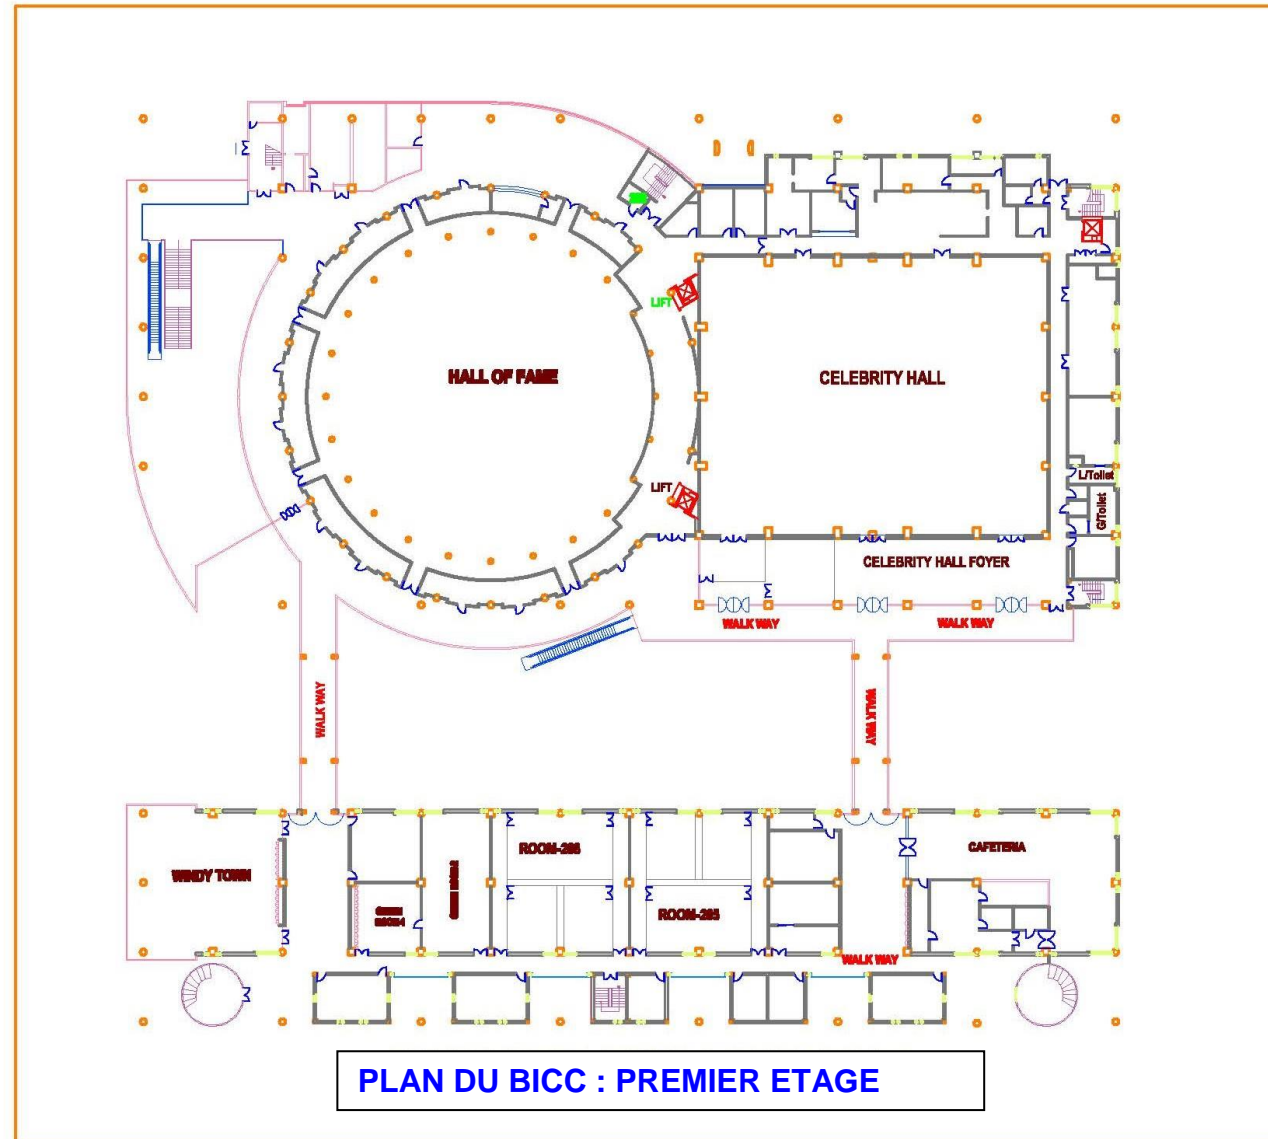 LIFT
HALL OF FAME
CELEBRITY HALL
L/Toilet
G/Toilet
LIFT
CELEBRITY HALL FOYER
WALK WAY
WALK WAY
WALK WAY
WALK WAY
WINDY TOWN
ROOM-206
CAFETERIA
ROOM-205
WALK WAY
PLAN DU BICC : PREMIER ETAGE